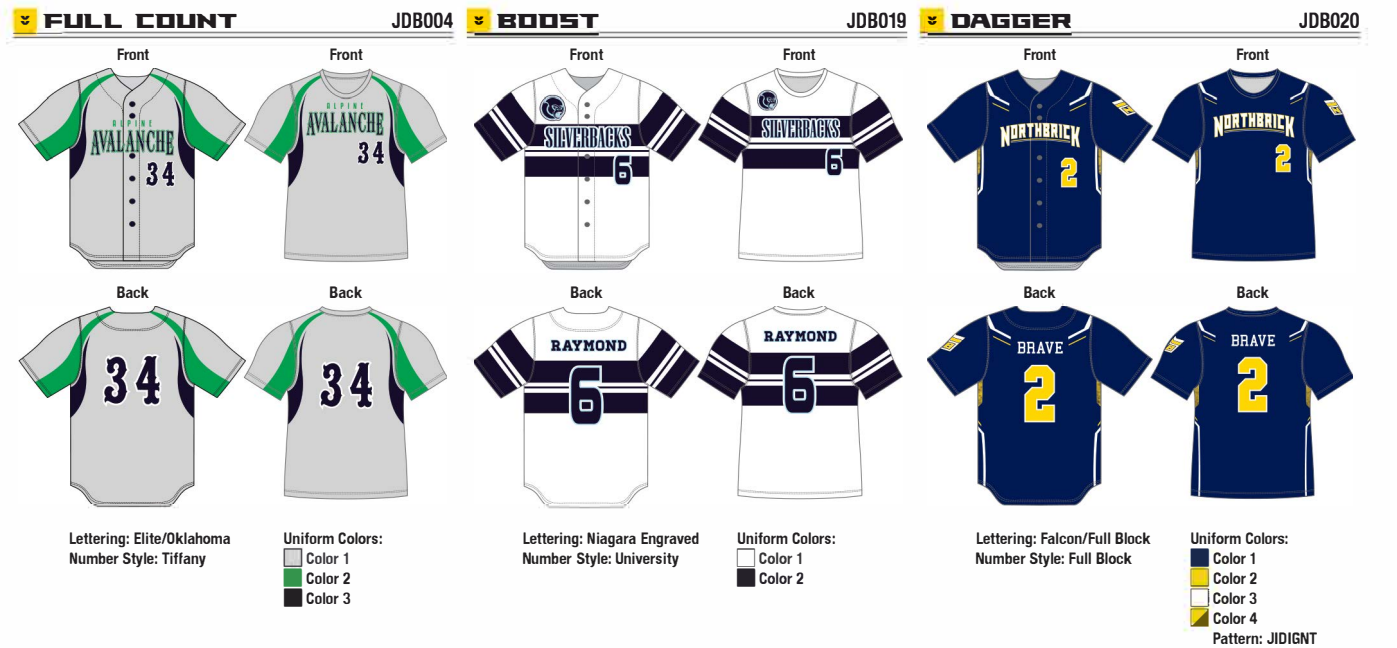 FULL COUNT
JDB004
Front
Front
ALPINE
AVALANCHE
34
ALPINE
AVALANCHE
34
Back
Back
34
34
Lettering: Elite/Oklahoma
Number Style: Tiffany
Uniform Colors:
Color 1
Color 2
Color 3
BOOST
JDB019
Front
Front
SILVERBACKS
6
SILVERBACKS
6
Back
Back
RAYMOND
6
RAYMOND
6
Lettering: Niagara Engraved
Number Style: University
Uniform Colors:
Color 1
Color 2
DAGGER
JDB020
Front
Front
NORTHBRICK
2
NORTHBRICK
2
Back
Back
BRAVE
2
BRAVE
2
Lettering: Falcon/Full Block
Number Style: Full Block
Uniform Colors:
Color 1
Color 2
Color 3
Color 4
Pattern: JIDIGNT